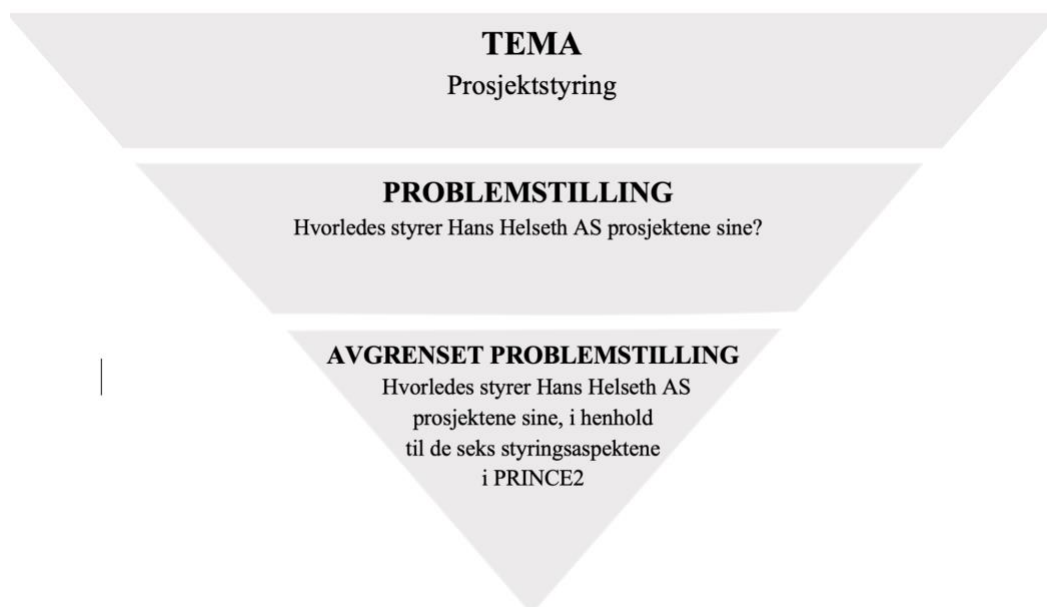 TEMA
Prosjektstyring
PROBLEMSTILLING
Hvorledes styrer Hans Helseth AS prosjektene sine?
AVGRENSET PROBLEMSTILLING
Hvorledes styrer Hans Helseth AS
prosjektene sine, i henhold
til de seks styringsaspektene
i PRINCE2